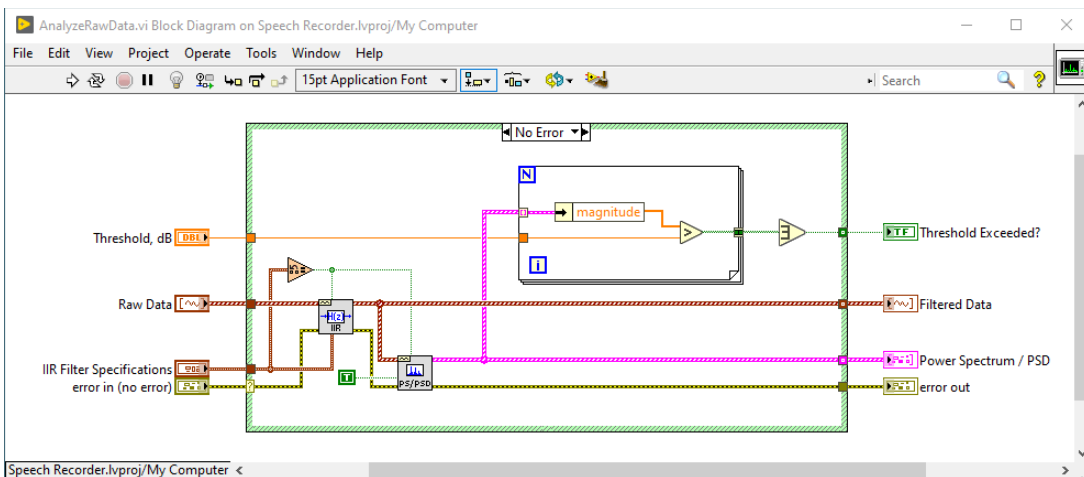 AnalyzeRawData.vi Block Diagram on Speech Recorder.lvproj/My Computer
File Edit View Project Operate Tools Window Help
15pt Application Font
Search
No Error
N
magnitude
Threshold, dB
DBL
>
TF
Threshold Exceeded?
i
Raw Data
H(z)
IIR
Filtered Data
IIR Filter Specifications
error in (no error)
?
T
PS/PSD
Power Spectrum / PSD
error out
Speech Recorder.lvproj/My Computer